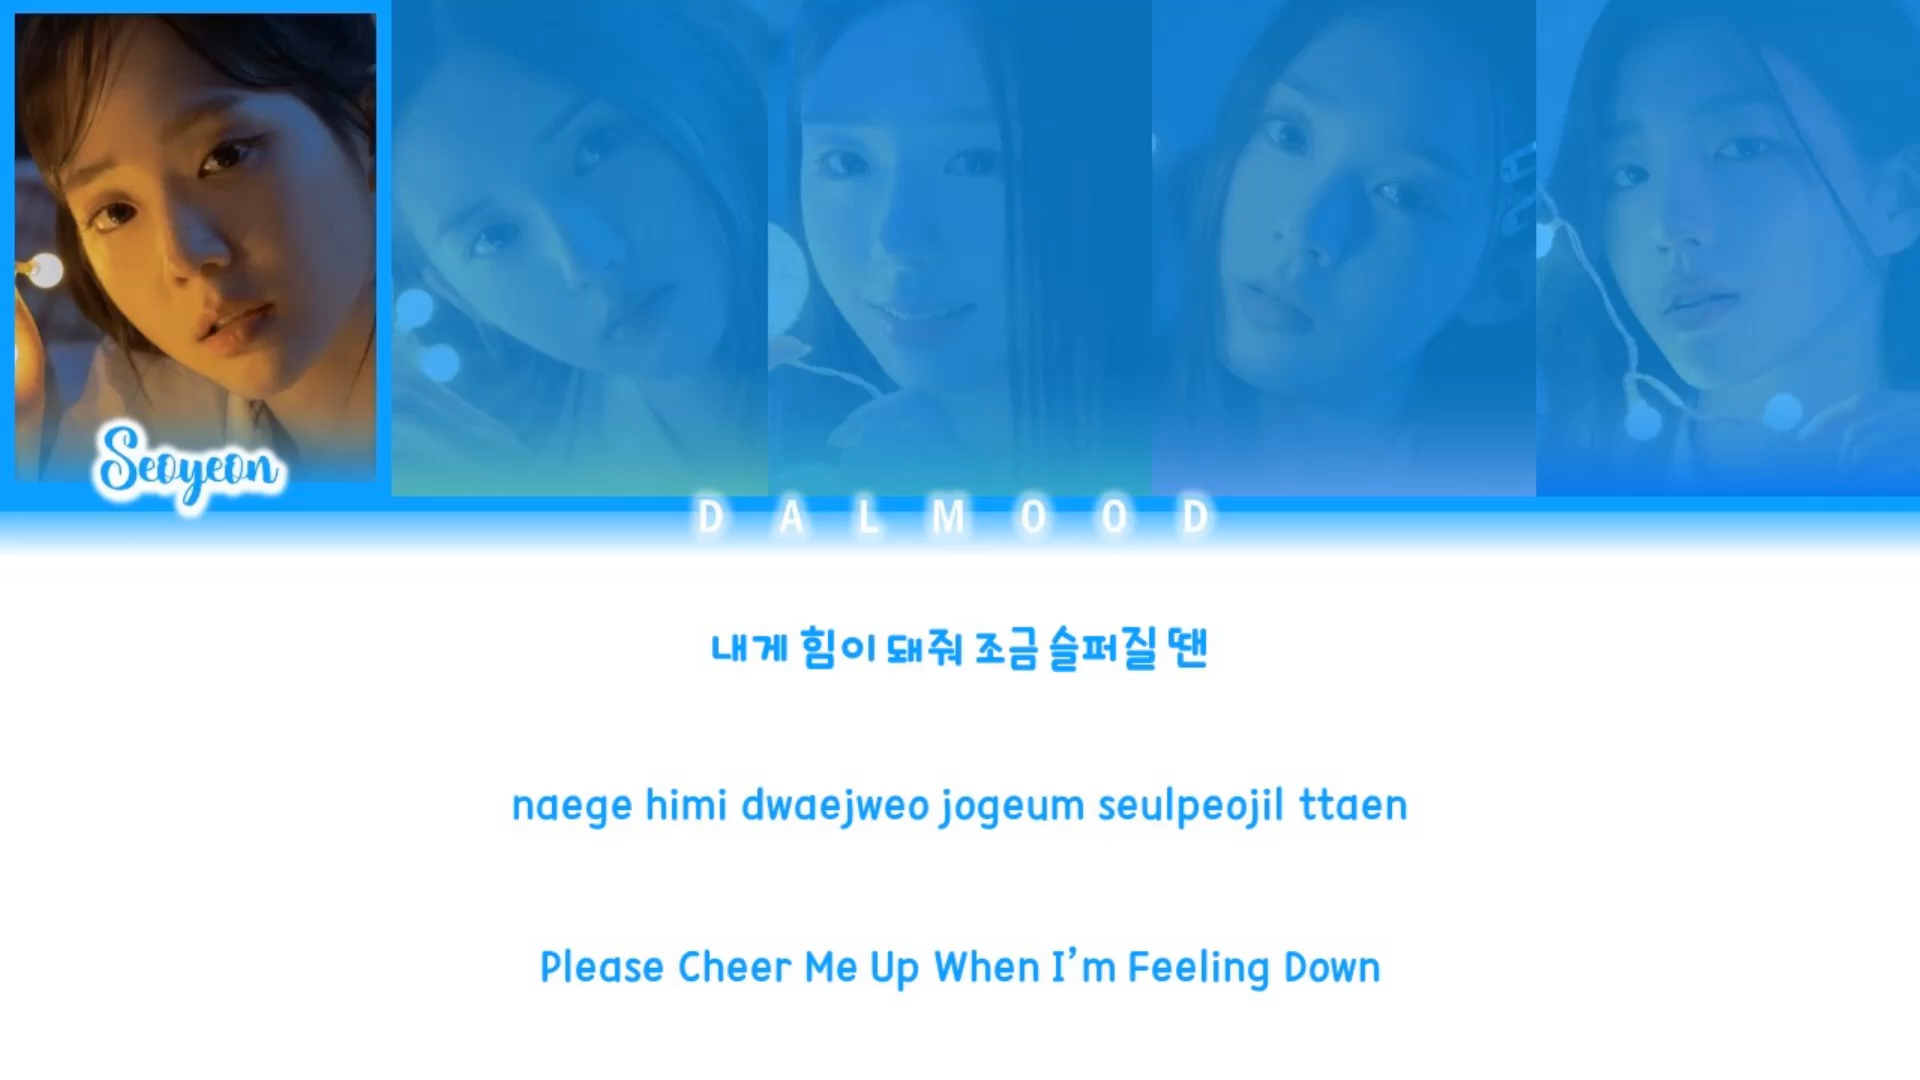 Seoyeon
DALMOOD
내게 힘이 돼줘 조금 슬퍼질 땐
naege himi dwaejweo jogeum seulpeojil ttaen
Please Cheer Me Up When I’m Feeling Down